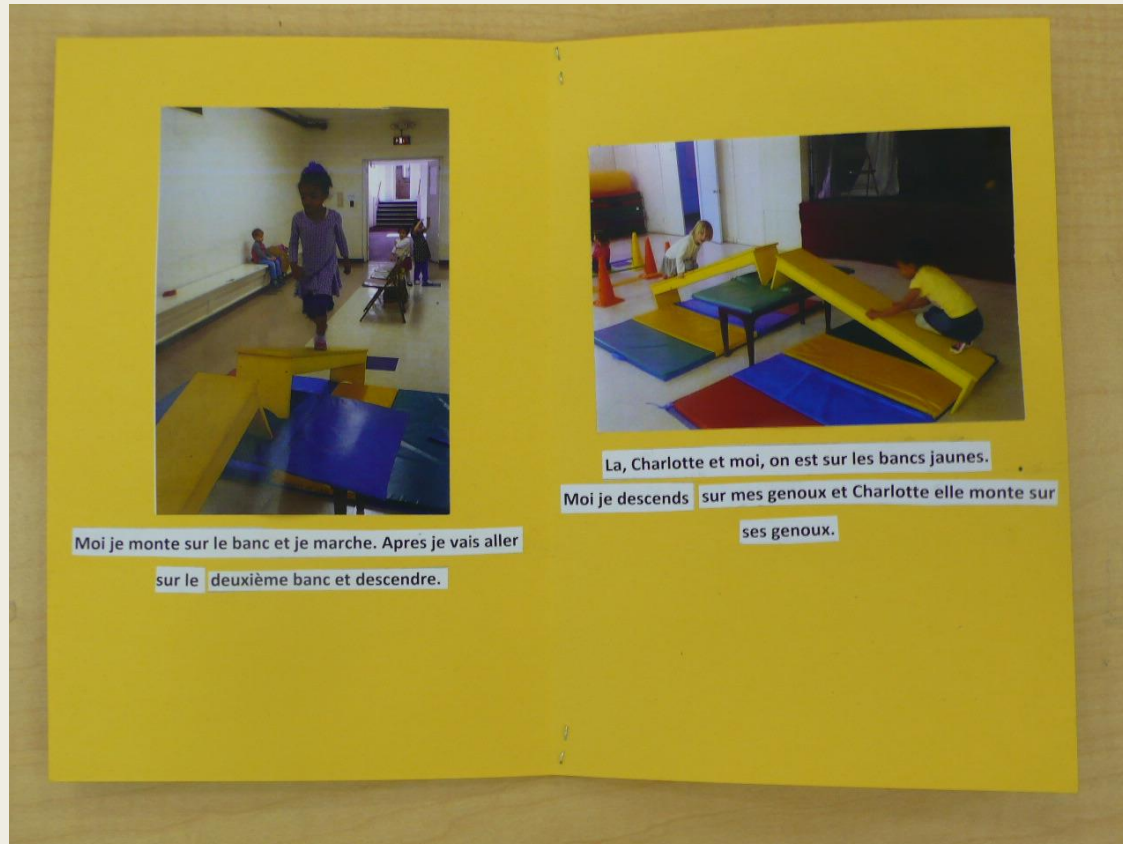 Moi je monte sur le banc et je marche. Apres je vais aller
sur le deuxième banc et descendre.
La, Charlotte et moi, on est sur les bancs jaunes.
Moi je descends sur mes genoux et Charlotte elle monte sur
ses genoux.